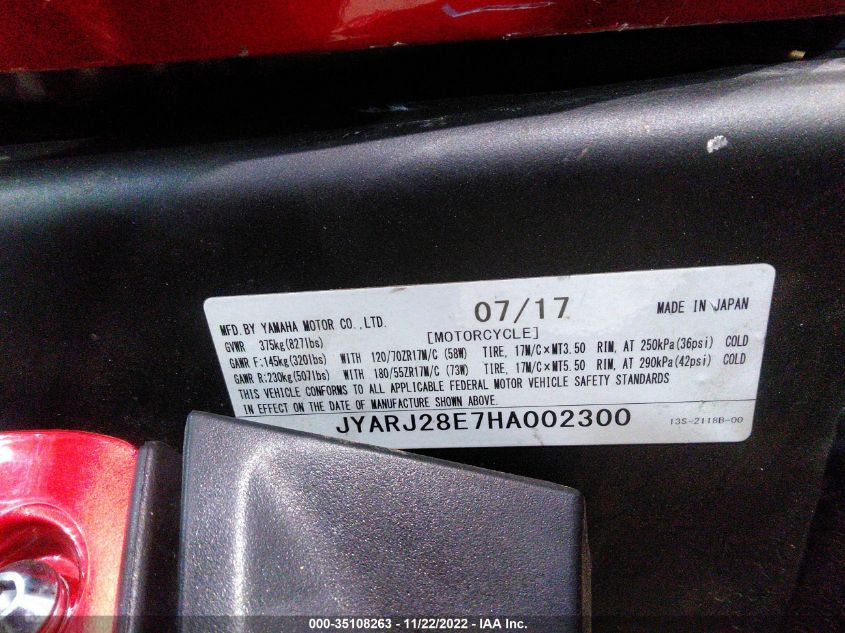 07/17
MADE IN JAPAN
MFD.BY YAMAHA MOTOR CO.,LTD.
[MOTORCYCLE]
GVWR 375kg(827lbs)
GAWR F:145kg(320lbs) WITH 120/70ZR17M/C (58W) TIRE, 17M/C×MT3.50 RIM, AT 250kPa(36psi) COLD
GAWR R:230kg(507lbs) WITH 180/55ZR17M/C (73W) TIRE, 17M/C×MT5.50 RIM, AT 290kPa(42psi) COLD
THIS VEHICLE CONFORMS TO ALL APPLICABLE FEDERAL MOTOR VEHICLE SAFETY STANDARDS
IN EFFECT ON THE DATE OF MANUFACTURE SHOWN ABOVE.
JYARJ28E7HA002300
13S-2118B-00
000-35108263 - 11/22/2022 - IAA Inc.